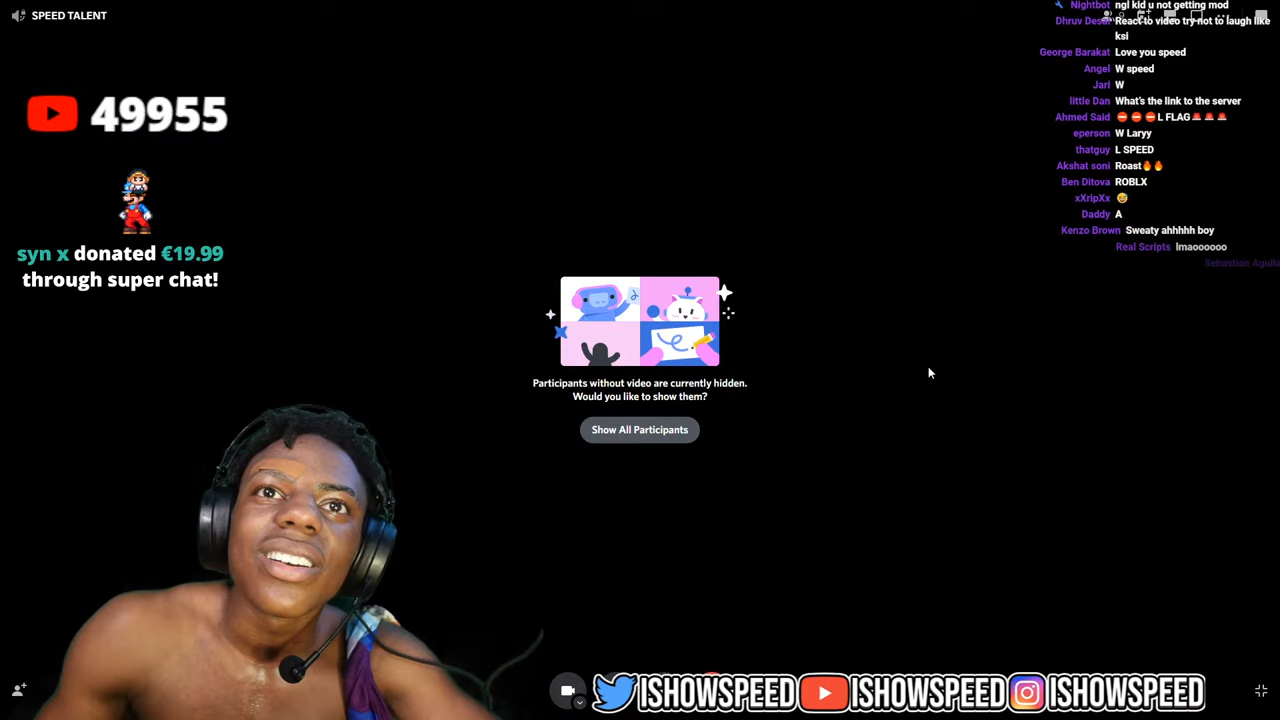 SPEED TALENT
49955
syn x donated €19.99
through super chat!
Nightbot ngl kid u not getting mod
Dhruv Desai React to video try not to laugh like
ksi
George Barakat Love you speed
Angel W speed
Jari W
little Dan What's the link to the server
Ahmed Said ⛔⛔⛔L FLAG🚨🚨🚨
eperson W Laryy
thatguy L SPEED
Akshat soni Roast🔥🔥
Ben Ditova ROBLX
xXripXx
Daddy A
Kenzo Brown Sweaty ahhhhh boy
Real Scripts lmaoooooo
Sebastian
Participants without video are currently hidden.
Would you like to show them?
Show All Participants
ISHOWSPEED ISHOWSPEED ISHOWSPEED